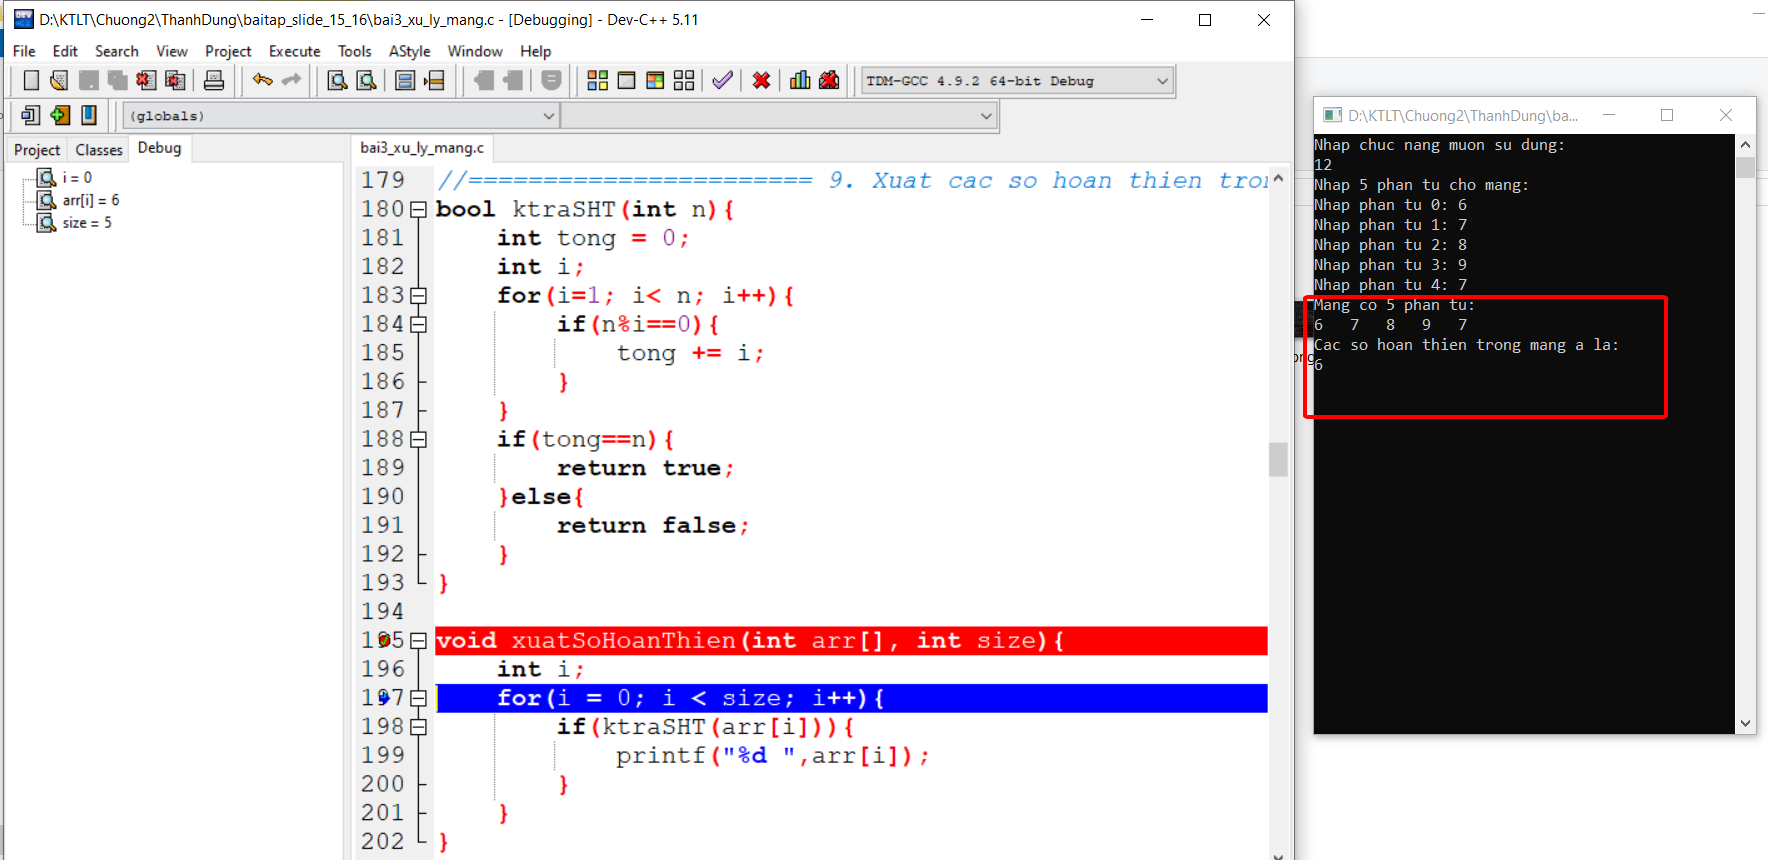 D:\KTLT\Chuong2\ThanhDung\baitap_slide_15_16\bai3_xu_ly_mang.c - [Debugging] - Dev-C++ 5.11
File Edit Search View Project Execute Tools AStyle Window Help
TDM-GCC 4.9.2 64-bit Debug
(globals)
Project Classes Debug
i = 0
arr[i] = 6
size = 5
bai3_xu_ly_mang.c
179 //======================= 9. Xuat cac so hoan thien tron
180 bool ktraSHT(int n){
181 int tong = 0;
182 int i;
183 for(i=1; i< n; i++){
184 if(n%i==0){
185 tong += i;
186 }
187 }
188 if(tong==n){
189 return true;
190 }else{
191 return false;
192 }
193 }
194
195 void xuatSoHoanThien(int arr[], int size){
196 int i;
197 for(i = 0; i < size; i++){
198 if(ktraSHT(arr[i])){
199 printf("%d ",arr[i]);
200 }
201 }
202 }
D:\KTLT\Chuong2\ThanhDung\ba...
Nhap chuc nang muon su dung:
12
Nhap 5 phan tu cho mang:
Nhap phan tu 0: 6
Nhap phan tu 1: 7
Nhap phan tu 2: 8
Nhap phan tu 3: 9
Nhap phan tu 4: 7
Mang co 5 phan tu:
6 7 8 9 7
Cac so hoan thien trong mang a la:
6